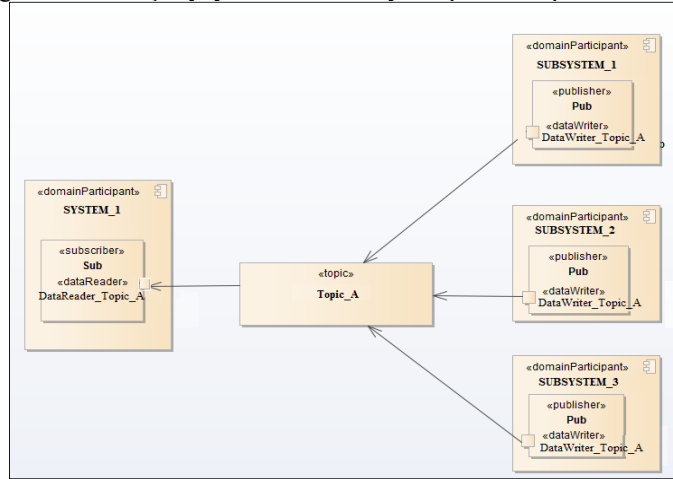 «domainParticipant»
SUBSYSTEM_1
«publisher»
Pub
«dataWriter»
DataWriter_Topic_A
«domainParticipant»
SYSTEM_1
«subscriber»
Sub
«dataReader»
DataReader_Topic_A
«topic»
Topic_A
«domainParticipant»
SUBSYSTEM_2
«publisher»
Pub
«dataWriter»
DataWriter_Topic_A
«domainParticipant»
SUBSYSTEM_3
«publisher»
Pub
«dataWriter»
DataWriter_Topic_A